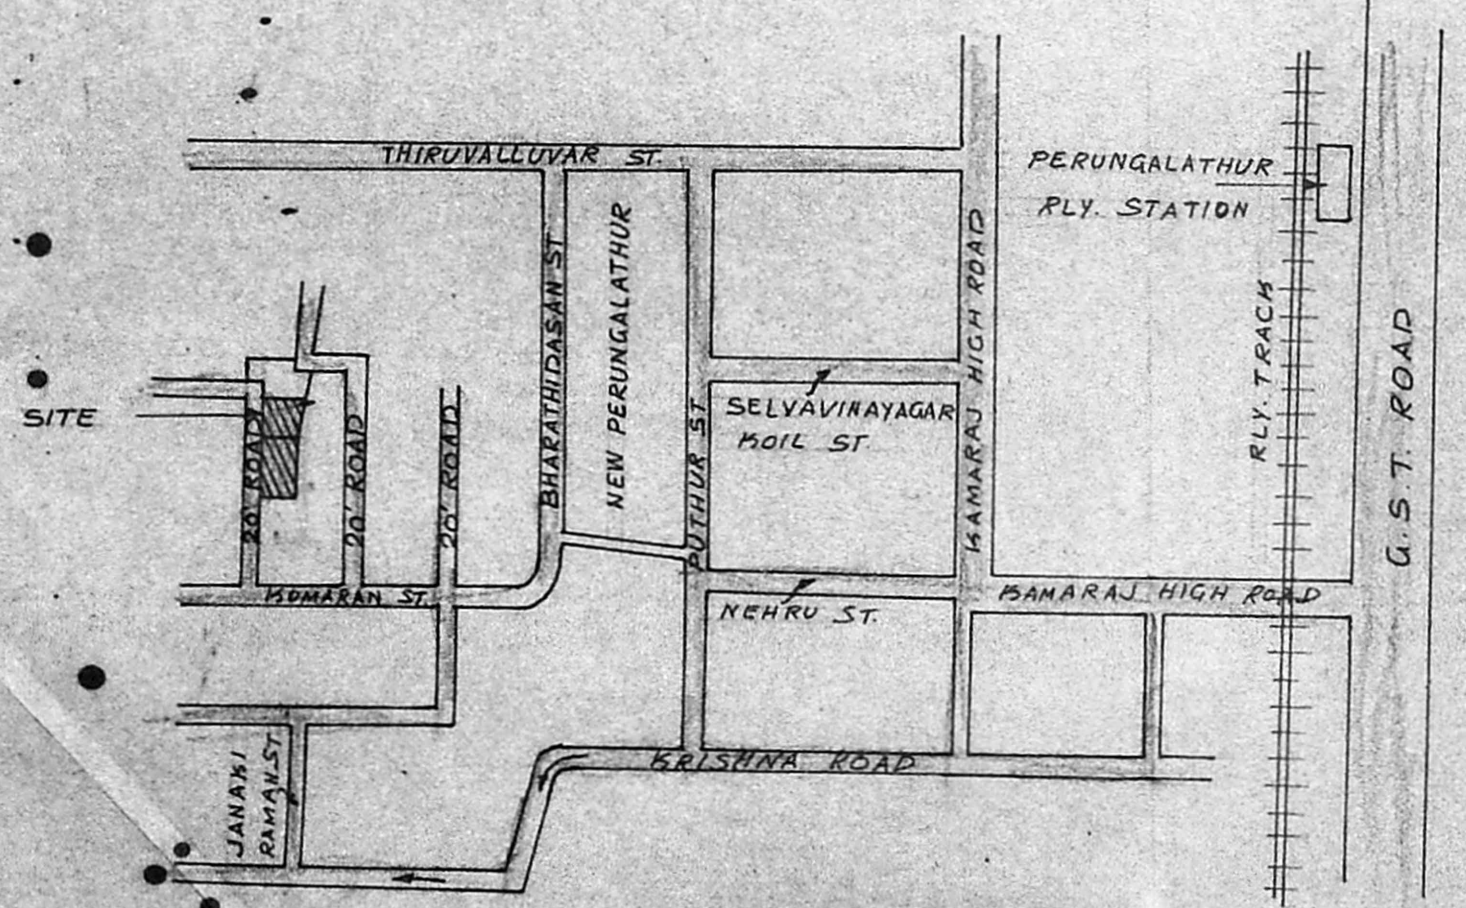 THIRUVALLUVAR ST.
PERUNGALATHUR
RLY. STATION
BHARATHIDASAN ST
NEW PERUNGALATHUR
PUTHUR ST
KAMARAJ HIGH ROAD
RLY. TRACK
G.S.T. ROAD
SITE
20' ROAD
20' ROAD
20' ROAD
SELVAVINAYAGAR
KOIL ST.
KOMARAN ST.
NEHRU ST.
KAMARAJ HIGH ROAD
JANAKI
RAMAN ST
KRISHNA ROAD